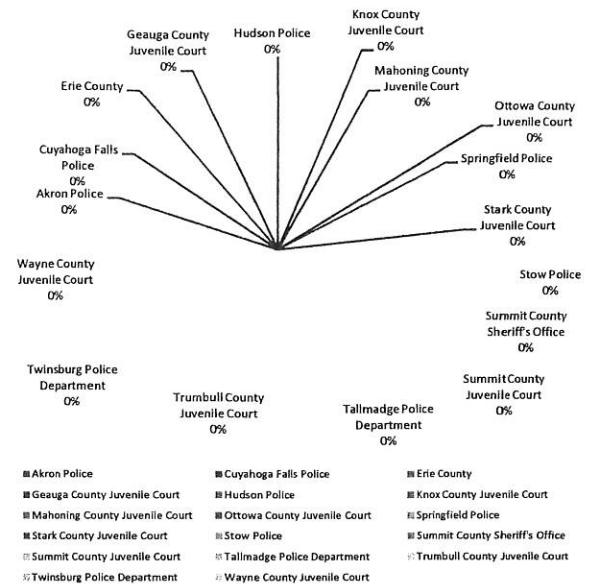 Knox County
Juvenile Court
0%
Hudson Police
0%
Geauga County
Juvenile Court
0%
Mahoning County
Juvenile Court
0%
Erie County
0%
Ottowa County
Juvenile Court
0%
Cuyahoga Falls
Police
0%
Springfield Police
0%
Akron Police
0%
Stark County
Juvenile Court
0%
Wayne County
Juvenile Court
0%
Stow Police
0%
Summit County
Sheriff's Office
0%
Twinsburg Police
Department
0%
Summit County
Juvenile Court
0%
Trumbull County
Juvenile Court
0%
Tallmadge Police
Department
0%
Akron Police Cuyahoga Falls Police Erie County
Geauga County Juvenile Court Hudson Police Knox County Juvenile Court
Mahoning County Juvenile Court Ottowa County Juvenile Court Springfield Police
Stark County Juvenile Court Stow Police Summit County Sheriff's Office
Summit County Juvenile Court Tallmadge Police Department Trumbull County Juvenile Court
Twinsburg Police Department Wayne County Juvenile Court